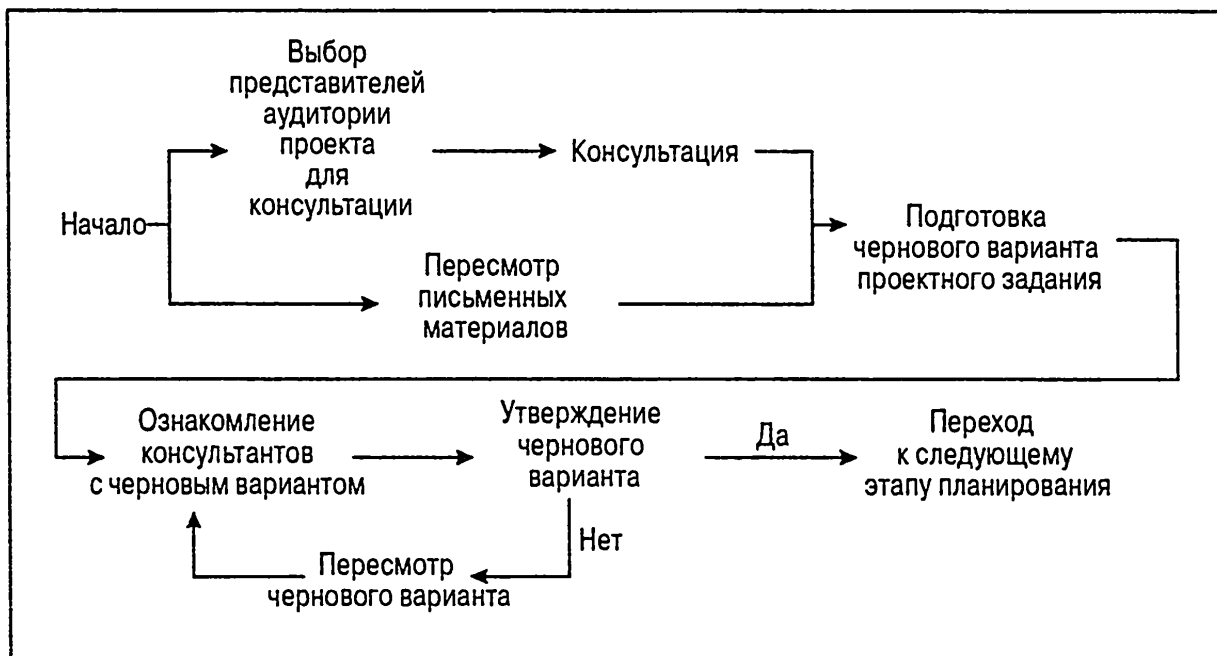 Выбор
представителей
аудитории
проекта
для
консультации
Консультация
Начало
Пересмотр
письменных
материалов
Подготовка
чернового варианта
проектного задания
Ознакомление
консультантов
с черновым вариантом
Утверждение
чернового
варианта
Да
Переход
к следующему
этапу планирования
Нет
Пересмотр
чернового варианта